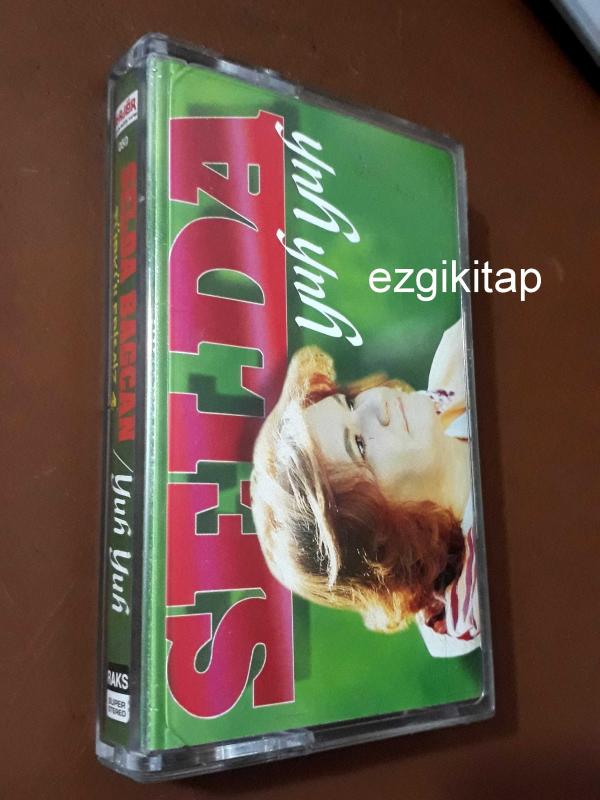 SELDA
yuh yuh
SELDA BAĞCAN
/ Yuh Yuh
RAKS
SUPER
STEREO
ezgikitap